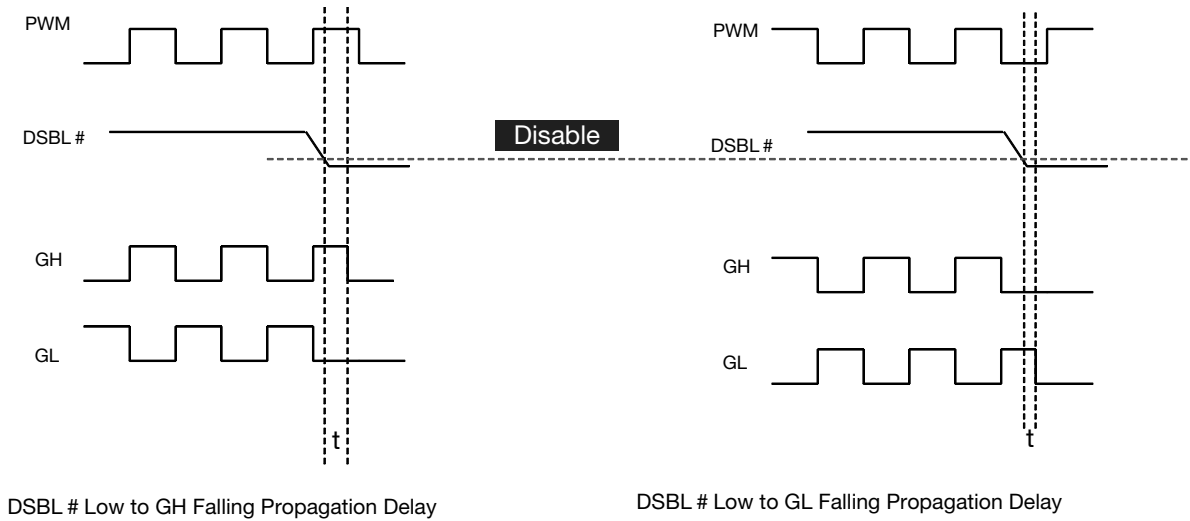 PWM
DSBL #
GH
GL
t
DSBL # Low to GH Falling Propagation Delay
Disable
PWM
DSBL #
GH
GL
t
DSBL # Low to GL Falling Propagation Delay